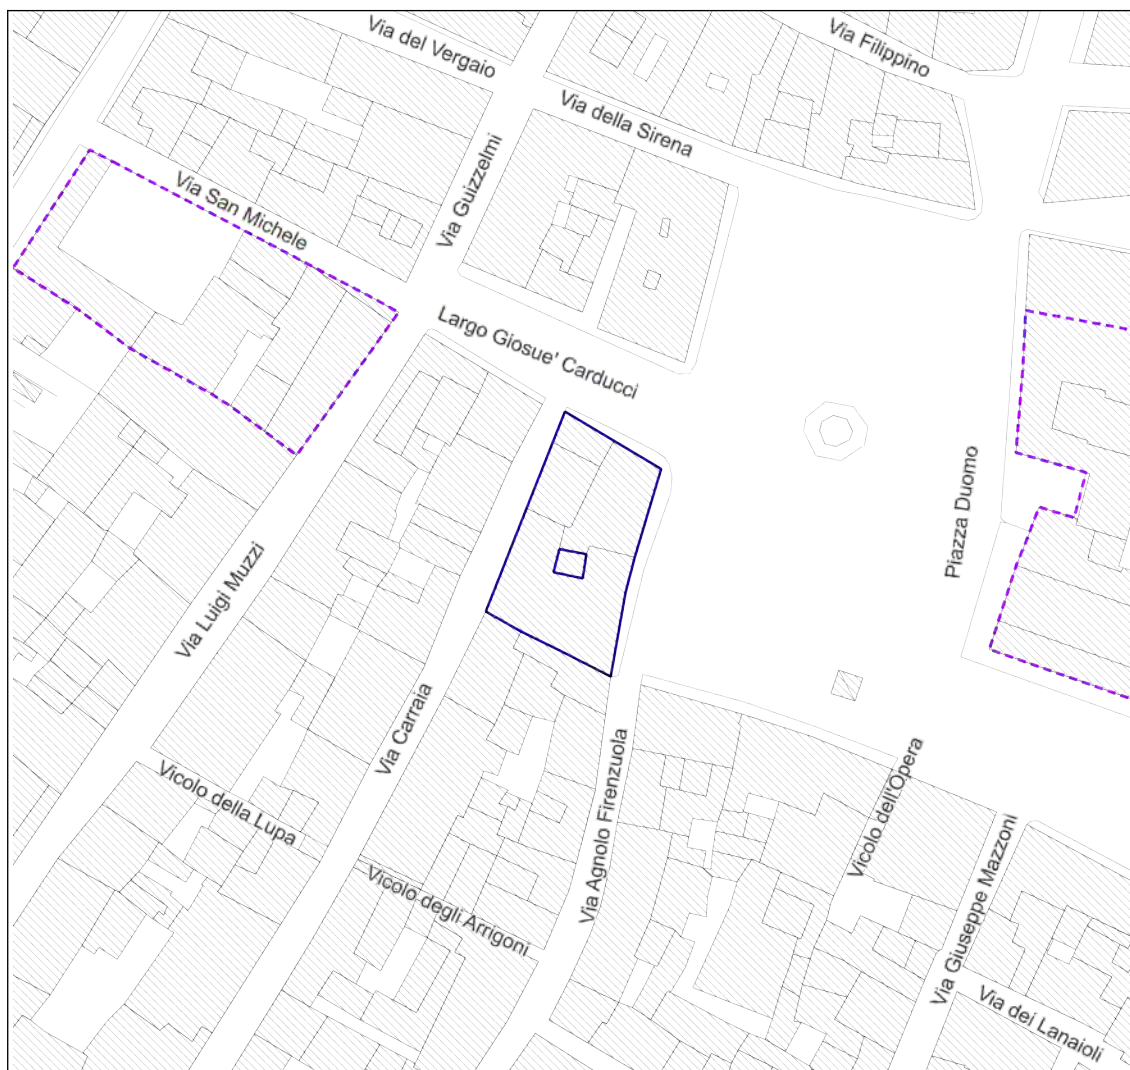 Via del Vergaio
Via Filippino
Via della Sirena
Via Guizzelmi
Via San Michele
Largo Giosue' Carducci
Piazza Duomo
Via Luigi Muzzi
Via Carraia
Via Agnolo Firenzuola
Vicolo dell'Opera
Vicolo della Lupa
Vicolo degli Arrigoni
Via Giuseppe Mazzoni
Via dei Lanaioli